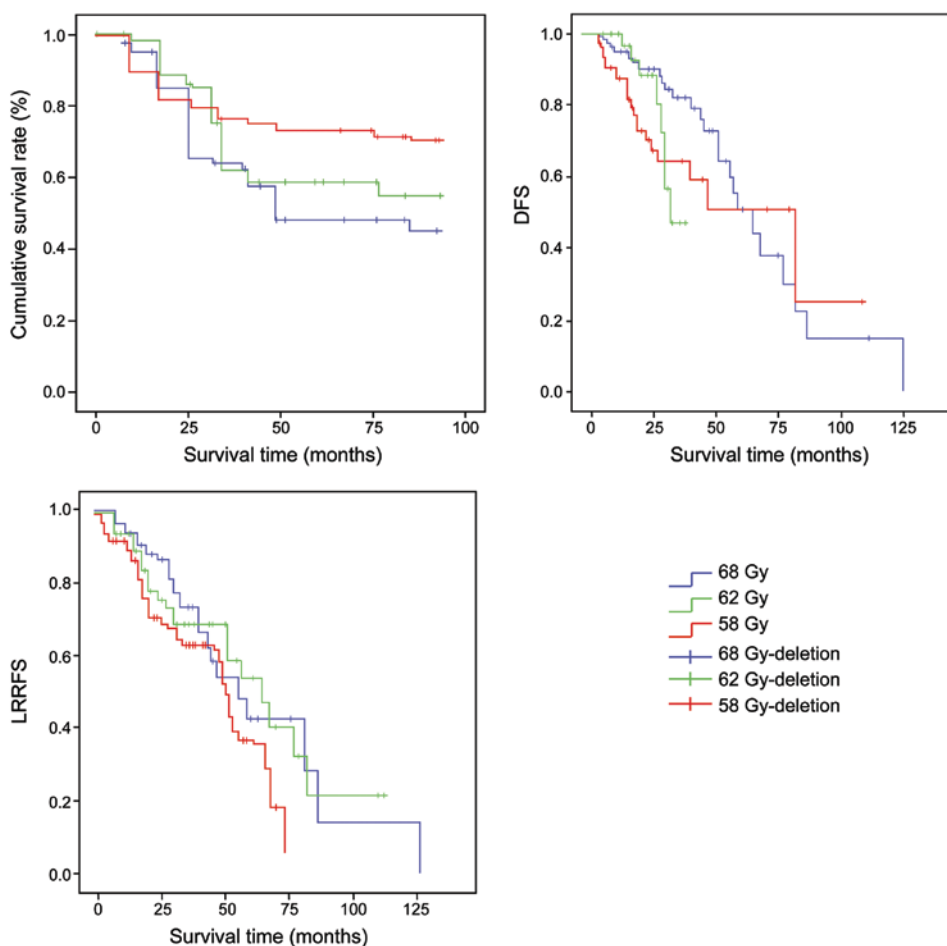 Cumulative survival rate (%)
1.0
0.8
0.6
0.4
0.2
0.0
0 25 50 75 100
Survival time (months)
DFS
1.0
0.8
0.6
0.4
0.2
0.0
0 25 50 75 100 125
Survival time (months)
LRRFS
1.0
0.8
0.6
0.4
0.2
0.0
0 25 50 75 100 125
Survival time (months)
68 Gy
62 Gy
58 Gy
68 Gy-deletion
62 Gy-deletion
58 Gy-deletion